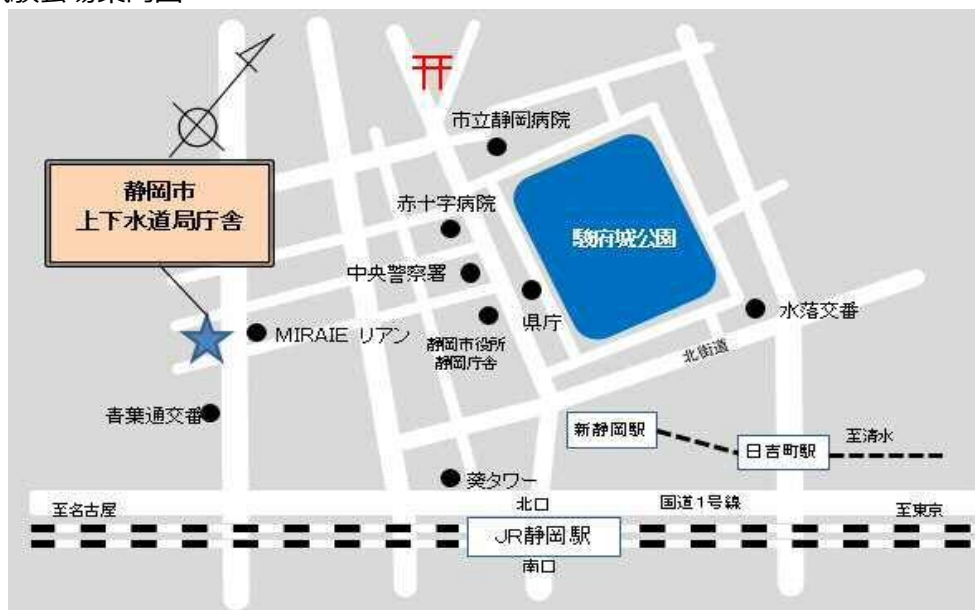 市立静岡病院
静岡市
上下水道局庁舎
赤十字病院
駿府城公園
中央警察署
県庁
水落交番
MIRAIE リアン
静岡市役所
静岡庁舎
北街道
青葉通交番
新静岡駅
日吉町駅
至清水
葵タワー
至名古屋
北口
国道1号線
至東京
JR静岡駅
南口